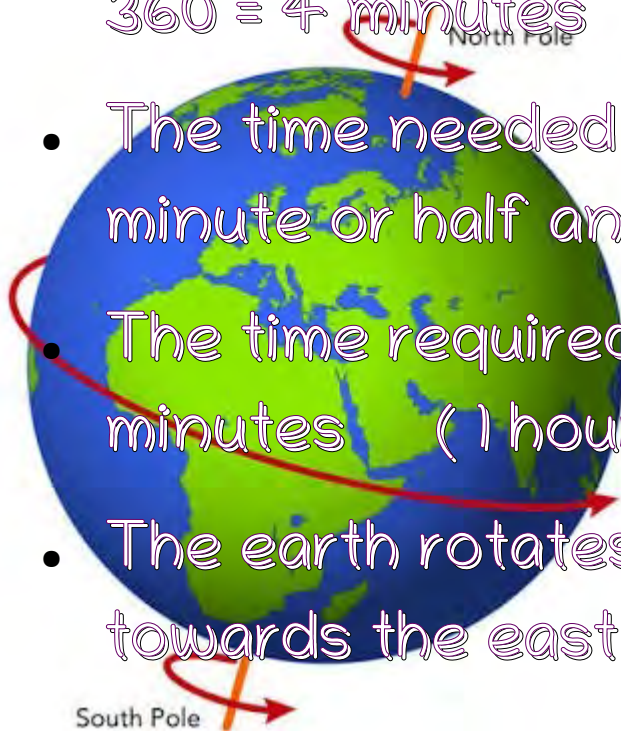 360 = 4 minutes
North Pole
• The time needed
minute or half an
• The time required
minutes ( 1 hou
• The earth rotates
towards the east
South Pole